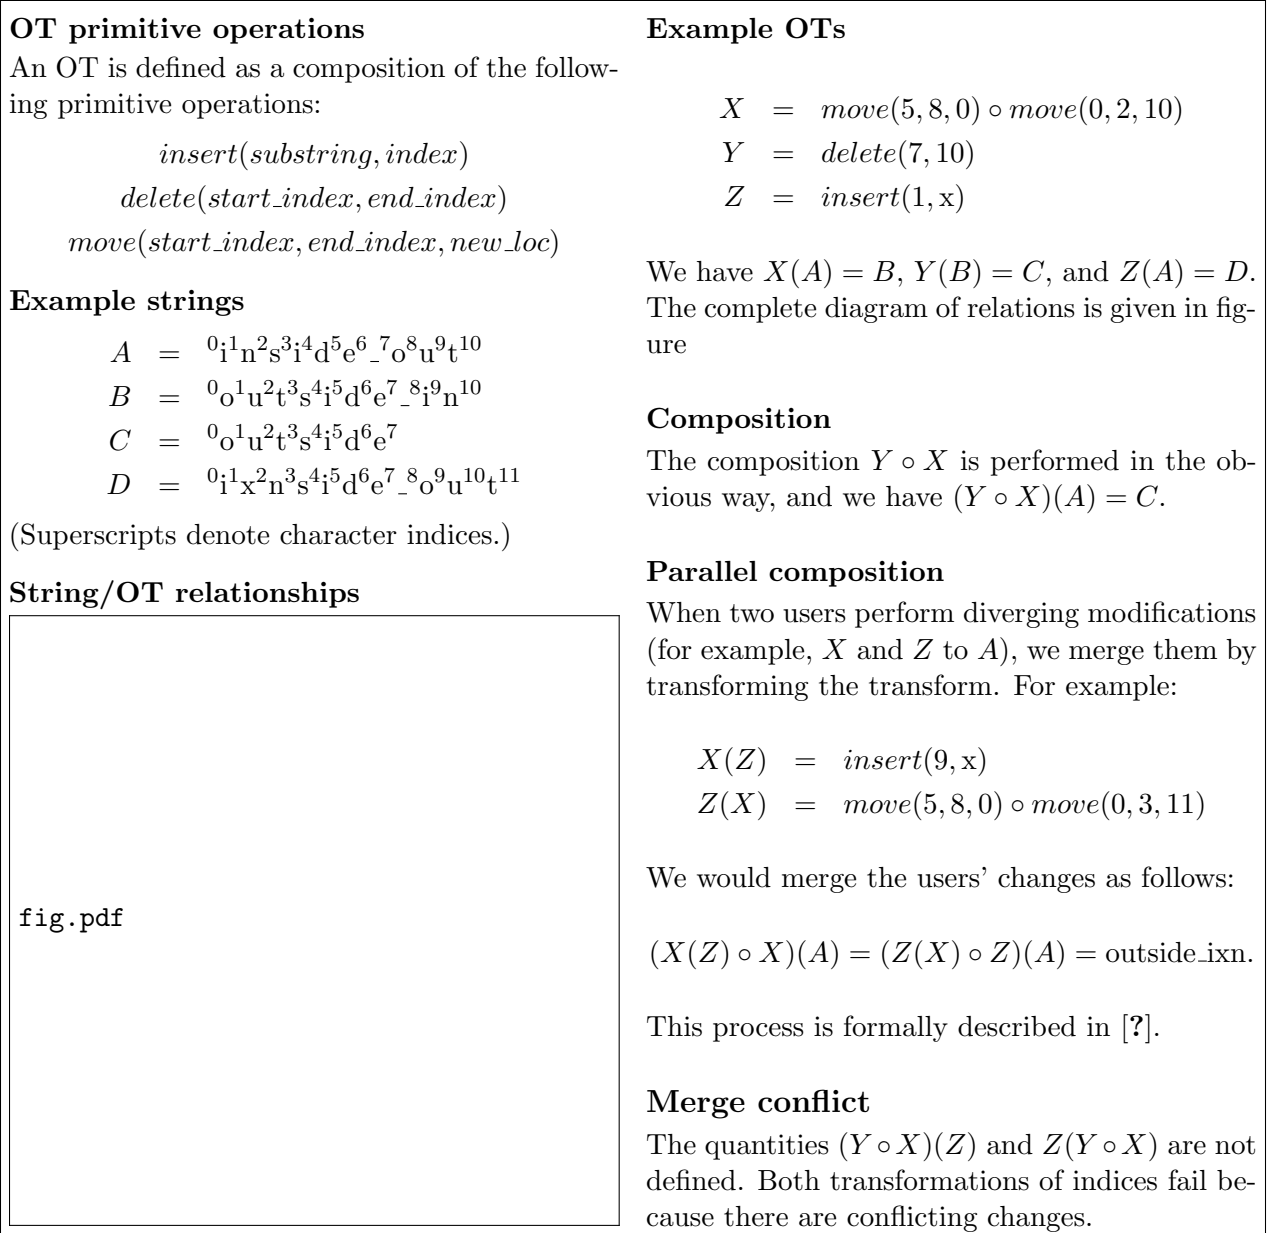 OT primitive operations
An OT is defined as a composition of the follow-
ing primitive operations:
insert(substring, index)
delete(start_index, end_index)
move(start_index, end_index, new_loc)
Example strings
A = ⁰i¹n²s³i⁴d⁵e⁶_⁷o⁸u⁹t¹⁰
B = ⁰o¹u²t³s⁴i⁵d⁶e⁷_⁸i⁹n¹⁰
C = ⁰o¹u²t³s⁴i⁵d⁶e⁷
D = ⁰i¹x²n³s⁴i⁵d⁶e⁷_⁸o⁹u¹⁰t¹¹
(Superscripts denote character indices.)
String/OT relationships
fig.pdf
Example OTs
X = move(5, 8, 0) ∘ move(0, 2, 10)
Y = delete(7, 10)
Z = insert(1, x)
We have X(A) = B, Y(B) = C, and Z(A) = D.
The complete diagram of relations is given in fig-
ure
Composition
The composition Y ∘ X is performed in the ob-
vious way, and we have (Y ∘ X)(A) = C.
Parallel composition
When two users perform diverging modifications
(for example, X and Z to A), we merge them by
transforming the transform. For example:
X(Z) = insert(9, x)
Z(X) = move(5, 8, 0) ∘ move(0, 3, 11)
We would merge the users' changes as follows:
(X(Z) ∘ X)(A) = (Z(X) ∘ Z)(A) = outside_ixn.
This process is formally described in [?].
Merge conflict
The quantities (Y ∘ X)(Z) and Z(Y ∘ X) are not
defined. Both transformations of indices fail be-
cause there are conflicting changes.